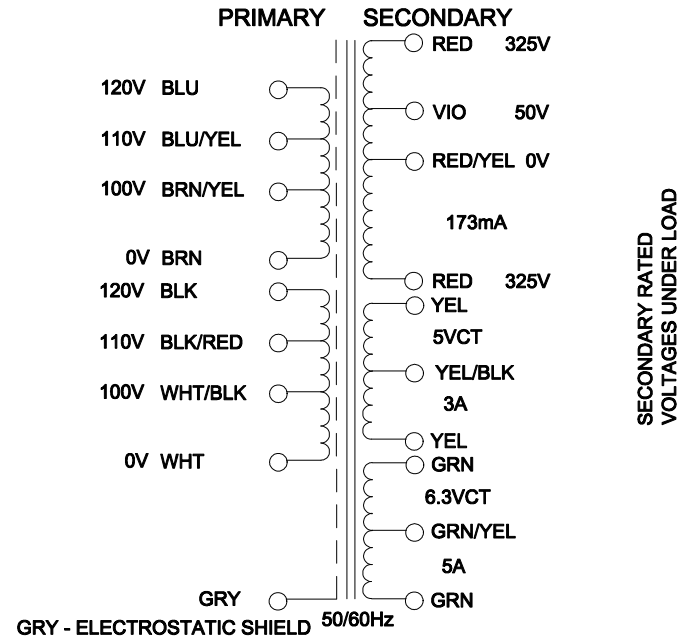 PRIMARY SECONDARY
RED 325V
120V BLU
VIO 50V
110V BLU/YEL
RED/YEL 0V
100V BRN/YEL
173mA
0V BRN
RED 325V
120V BLK
YEL
5VCT
110V BLK/RED
YEL/BLK
100V WHT/BLK
3A
YEL
0V WHT
GRN
6.3VCT
GRN/YEL
5A
GRY
GRN
GRY - ELECTROSTATIC SHIELD
50/60Hz
SECONDARY RATED
VOLTAGES UNDER LOAD